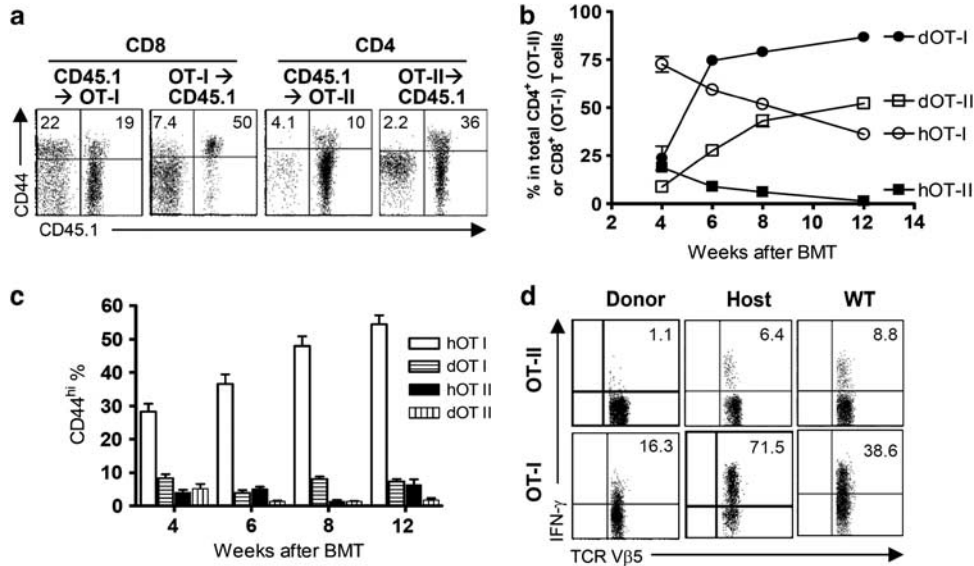 a
CD8
CD4
CD45.1
→ OT-I
OT-I →
CD45.1
CD45.1
→ OT-II
OT-II→
CD45.1
22
19
7.4
50
4.1
10
2.2
36
CD44
CD45.1
b
% in total CD4+ (OT-II)
or CD8+ (OT-I) T cells
100
75
50
25
0
2
4
6
8
10
12
14
Weeks after BMT
dOT-I
dOT-II
hOT-I
hOT-II
c
CD44hi %
60
50
40
30
20
10
0
4
6
8
12
Weeks after BMT
hOT I
dOT I
hOT II
dOT II
d
Donor
Host
WT
OT-II
1.1
6.4
8.8
OT-I
16.3
71.5
38.6
IFN-γ
TCR Vβ5